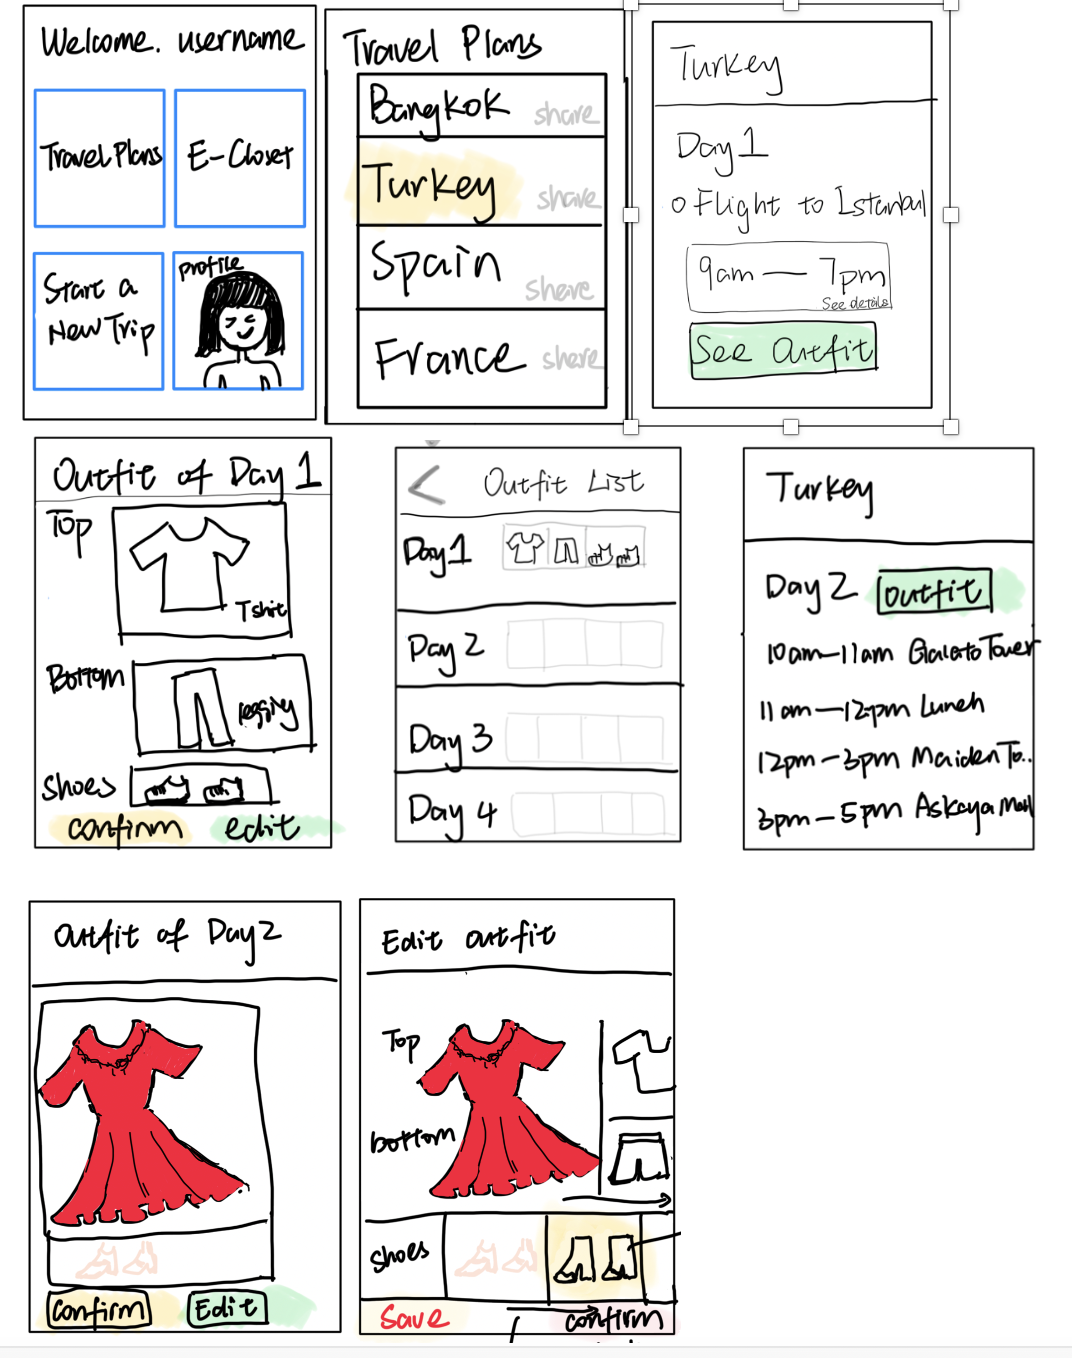 Welcome. username
Travel Plans
E-Closet
Start a
New Trip
profile
Travel Plans
Bangkok share
Turkey share
Spain share
France share
Turkey
Day 1
o Flight to Istanbul
9am — 7pm
See details
See Outfit
Outfit of Day 1
Top
Tshirt
Bottom
legging
Shoes
confirm edit
< Outfit List
Day 1
Day 2
Day 3
Day 4
Turkey
Day 2 outfit
10am—11am Galata Tower
11am—12pm Lunch
12pm—3pm Maiden To..
3pm—5pm Askaya Mall
Outfit of Day 2
Confirm Edit
Edit outfit
Top
bottom
shoes
Save confirm